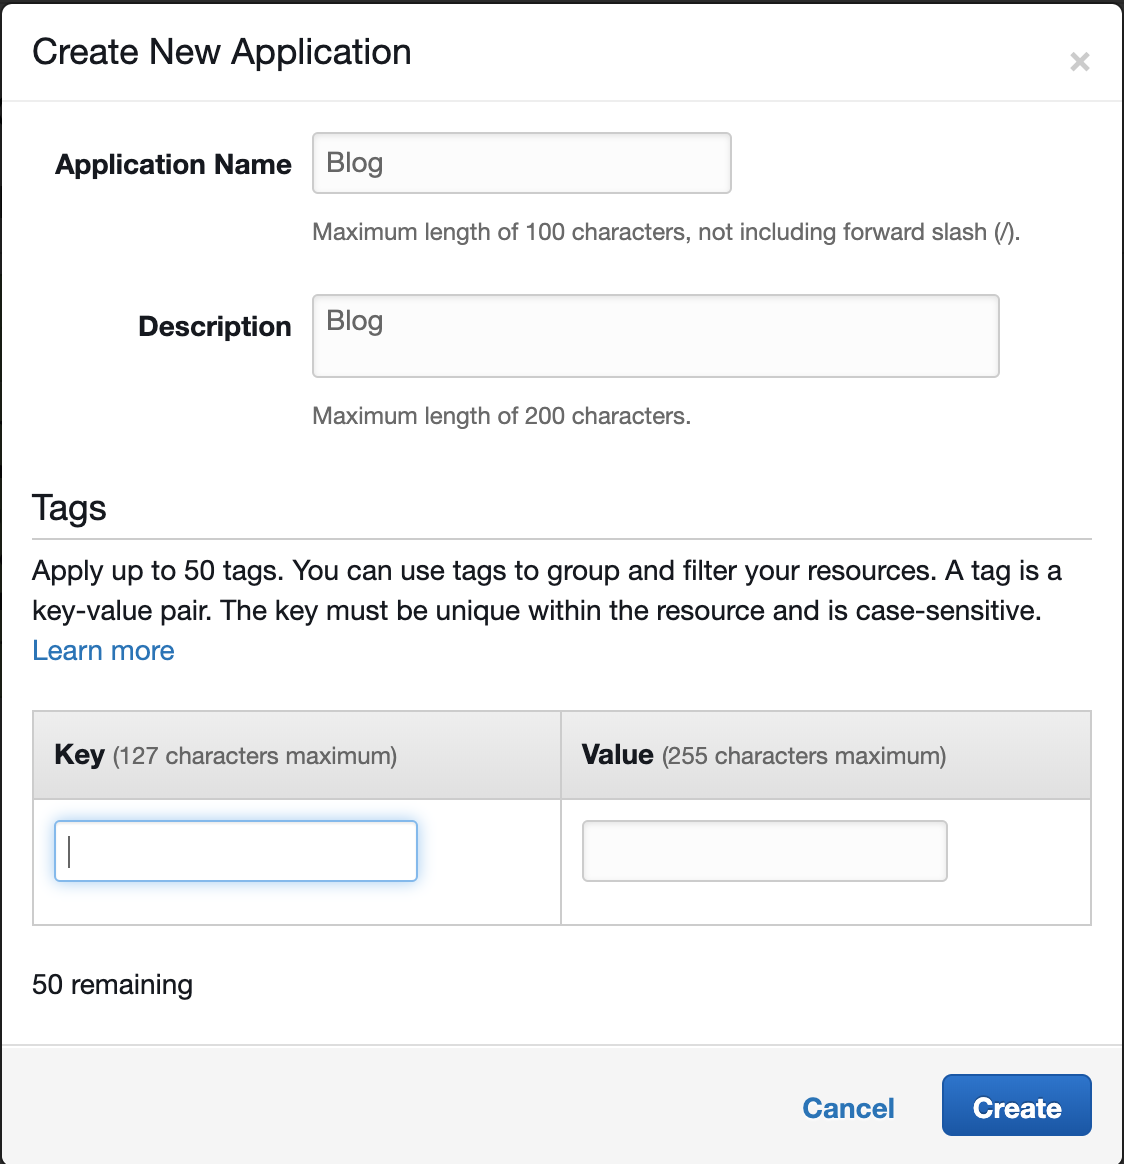 Create New Application
×
Application Name
Blog
Maximum length of 100 characters, not including forward slash (/).
Description
Blog
Maximum length of 200 characters.
Tags
Apply up to 50 tags. You can use tags to group and filter your resources. A tag is a
key-value pair. The key must be unique within the resource and is case-sensitive.
Learn more
Key (127 characters maximum)
Value (255 characters maximum)
50 remaining
Cancel
Create